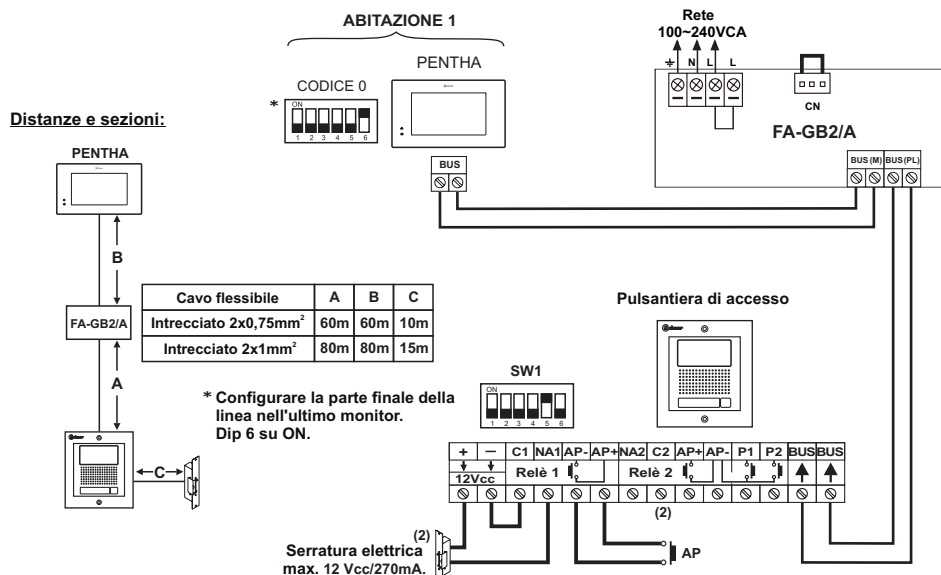 ABITAZIONE 1
PENTHA
CODICE 0
*
ON
1 2 3 4 5 6
BUS
Rete
100~240VCA
N L L
CN
FA-GB2/A
BUS (M) BUS (PL)
Distanze e sezioni:
PENTHA
B
FA-GB2/A
A
C
Cavo flessibile A B C
Intrecciato 2x0,75mm² 60m 60m 10m
Intrecciato 2x1mm² 80m 80m 15m
* Configurare la parte finale della
linea nell'ultimo monitor.
Dip 6 su ON.
Pulsantiera di accesso
SW1
ON
1 2 3 4 5 6
+ – C1 NA1 AP- AP+ NA2 C2 AP+ AP- P1 P2 BUS BUS
12Vcc Relè 1 Relè 2
(2)
(2)
Serratura elettrica
max. 12 Vcc/270mA.
AP